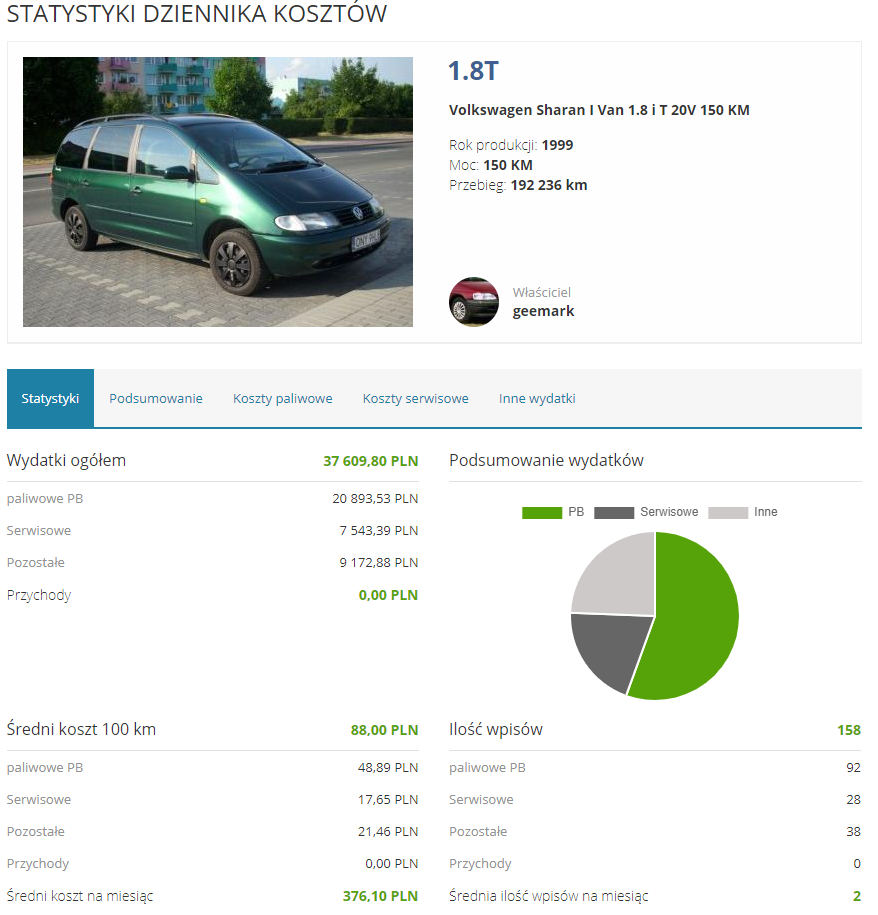 STATYSTYKI DZIENNIKA KOSZTÓW
1.8T
Volkswagen Sharan I Van 1.8 i T 20V 150 KM
Rok produkcji: 1999
Moc: 150 KM
Przebieg: 192 236 km
Właściciel
geemark
Statystyki Podsumowanie Koszty paliwowe Koszty serwisowe Inne wydatki
Wydatki ogółem 37 609,80 PLN
paliwowe PB 20 893,53 PLN
Serwisowe 7 543,39 PLN
Pozostałe 9 172,88 PLN
Przychody 0,00 PLN
Podsumowanie wydatków
PB Serwisowe Inne
Średni koszt 100 km 88,00 PLN
paliwowe PB 48,89 PLN
Serwisowe 17,65 PLN
Pozostałe 21,46 PLN
Przychody 0,00 PLN
Średni koszt na miesiąc 376,10 PLN
Ilość wpisów 158
paliwowe PB 92
Serwisowe 28
Pozostałe 38
Przychody 0
Średnia ilość wpisów na miesiąc 2